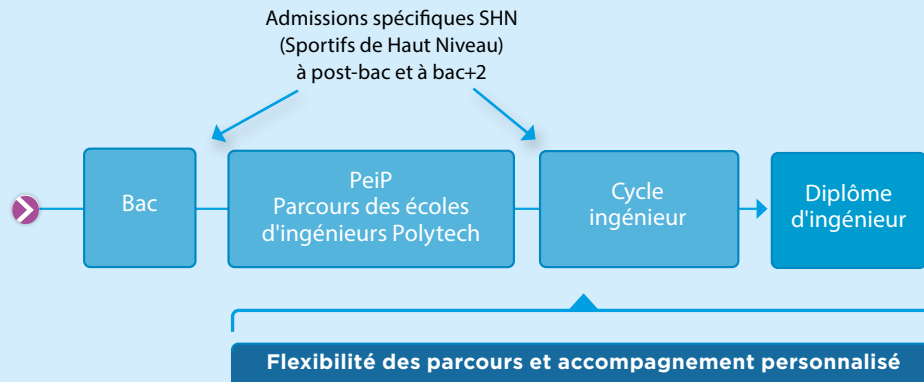 Admissions spécifiques SHN
(Sportifs de Haut Niveau)
à post-bac et à bac+2
Bac
PeiP
Parcours des écoles
d'ingénieurs Polytech
Cycle
ingénieur
Diplôme
d'ingénieur
Flexibilité des parcours et accompagnement personnalisé